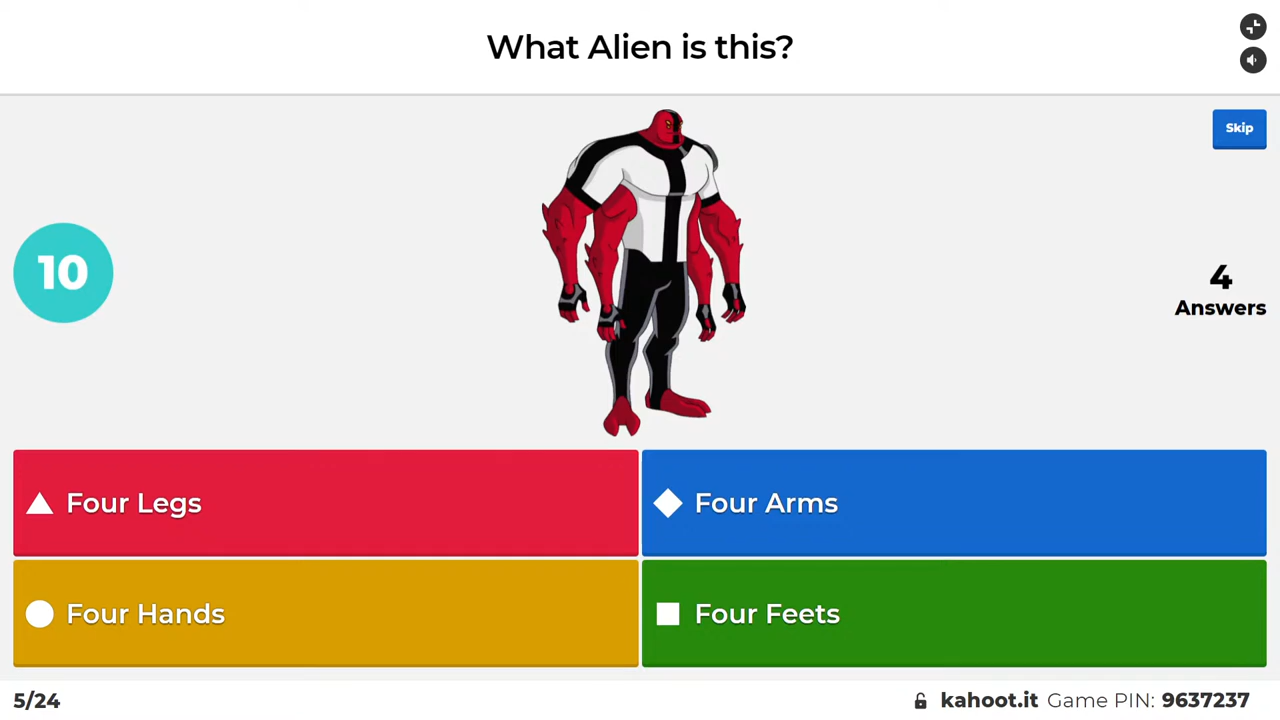 What Alien is this?
Skip
10
4
Answers
Four Legs
Four Arms
Four Hands
Four Feets
5/24
kahoot.it Game PIN: 9637237